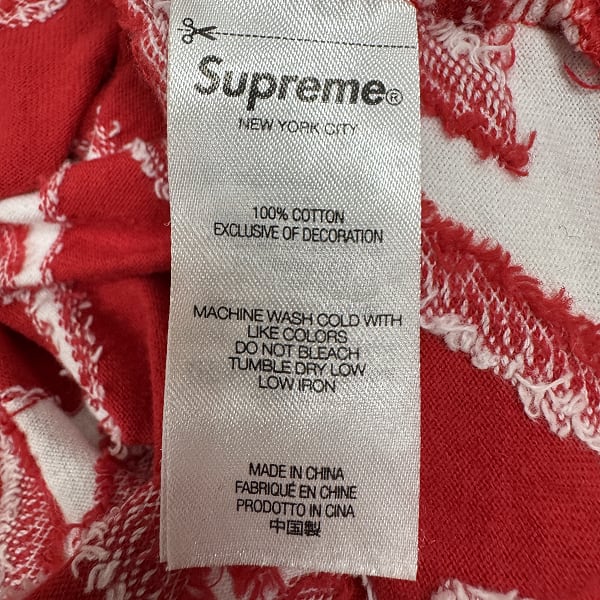 Supreme®
NEW YORK CITY
100% COTTON
EXCLUSIVE OF DECORATION
MACHINE WASH COLD WITH
LIKE COLORS
DO NOT BLEACH
TUMBLE DRY LOW
LOW IRON
MADE IN CHINA
FABRIQUÉ EN CHINE
PRODOTTO IN CINA
中国製